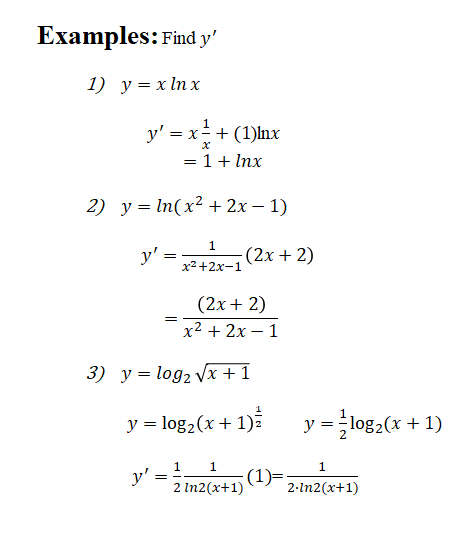 Examples: Find y′
1) y = x ln x
y′ = x 1/x + (1)lnx
= 1 + lnx
2) y = ln(x² + 2x − 1)
y′ = 1/(x²+2x−1) (2x + 2)
= (2x + 2)/(x² + 2x − 1)
3) y = log₂ √(x + 1)
y = log₂(x + 1)^(1/2) y = 1/2 log₂(x + 1)
y′ = 1/2 1/(ln2(x+1)) (1)= 1/(2·ln2(x+1))